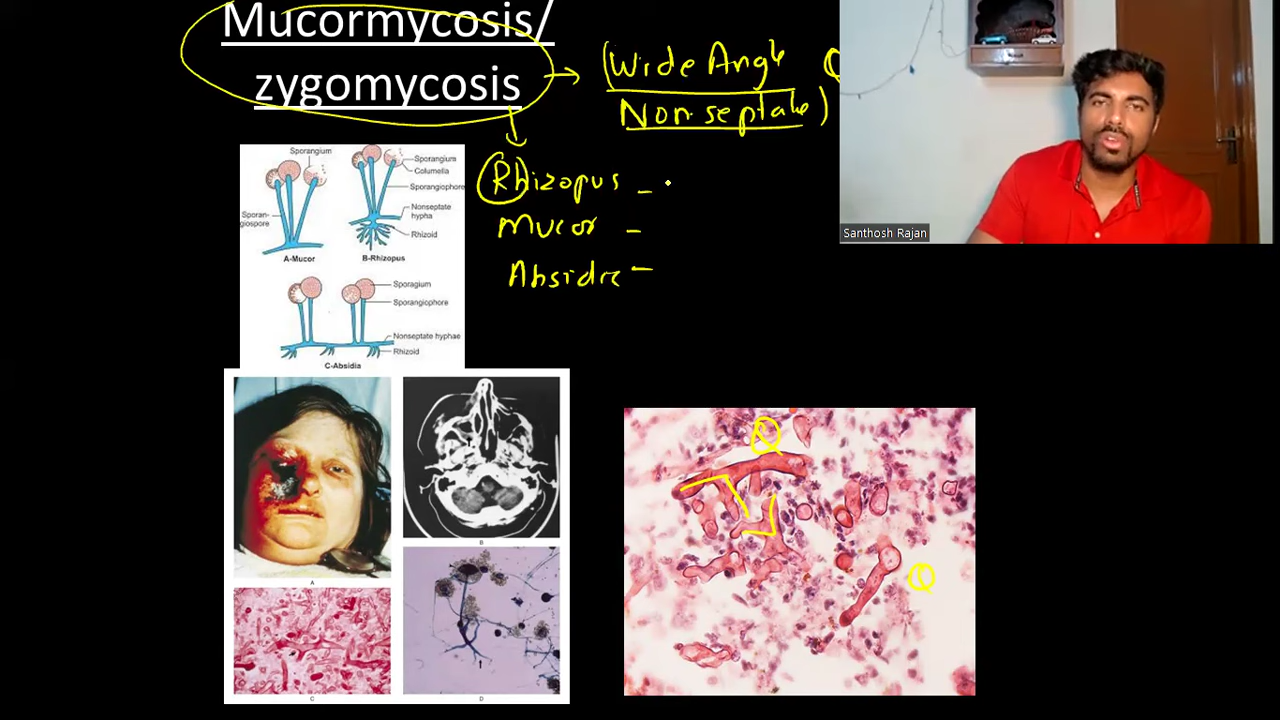 Mucormycosis/
zygomycosis
(Wide Angle
Non-septate)
Rhizopus -
Mucor -
Absidia -
Sporangium
Sporan-
giospore
A-Mucor
Sporangium
Columella
Sporangiophore
Nonseptate
hypha
Rhizoid
B-Rhizopus
Sporagium
Sporangiophore
Nonseptate hyphae
Rhizoid
C-Absidia
A
B
C
D
Santhosh Rajan